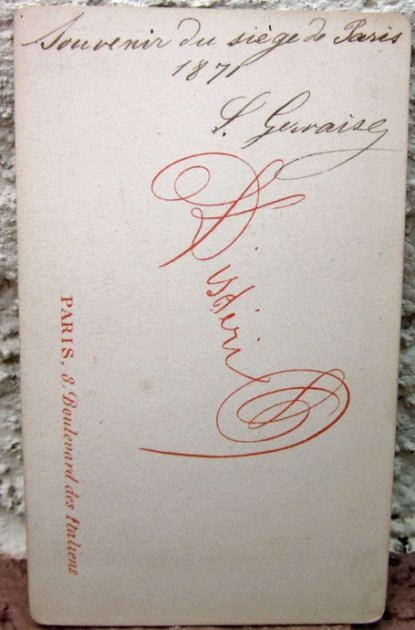 Souvenir du siège de Paris
1871
S. Gervaise
Disdéri
PARIS, 8, Boulevard des Italiens